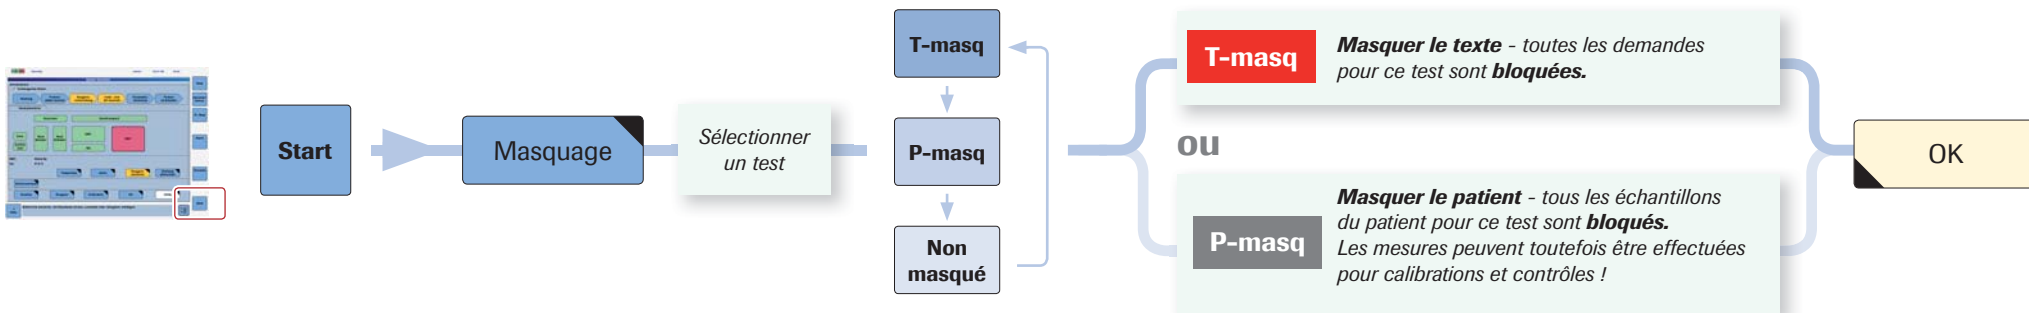 Start
Masquage
Sélectionner
un test
T-masq
P-masq
Non
masqué
T-masq
Masquer le texte - toutes les demandes
pour ce test sont bloquées.
ou
P-masq
Masquer le patient - tous les échantillons
du patient pour ce test sont bloqués.
Les mesures peuvent toutefois être effectuées
pour calibrations et contrôles !
OK